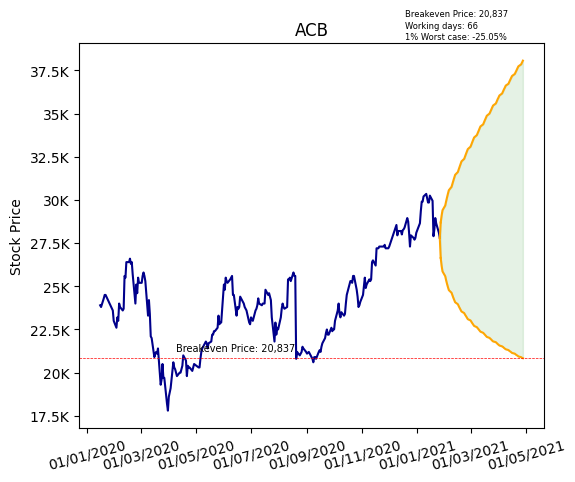 Breakeven Price: 20,837
Working days: 66
1% Worst case: -25.05%
ACB
Stock Price
37.5K
35K
32.5K
30K
27.5K
25K
22.5K
20K
17.5K
Breakeven Price: 20,837
01/01/2020
01/03/2020
01/05/2020
01/07/2020
01/09/2020
01/11/2020
01/01/2021
01/03/2021
01/05/2021